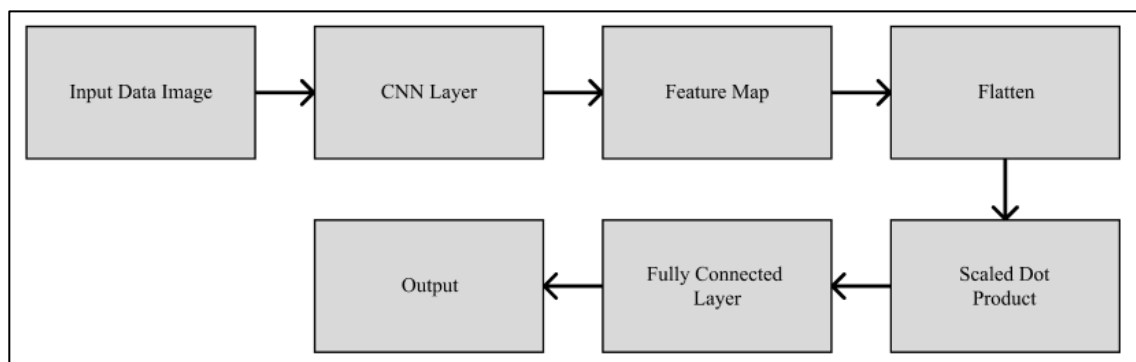 Input Data Image
CNN Layer
Feature Map
Flatten
Scaled Dot
Product
Fully Connected
Layer
Output